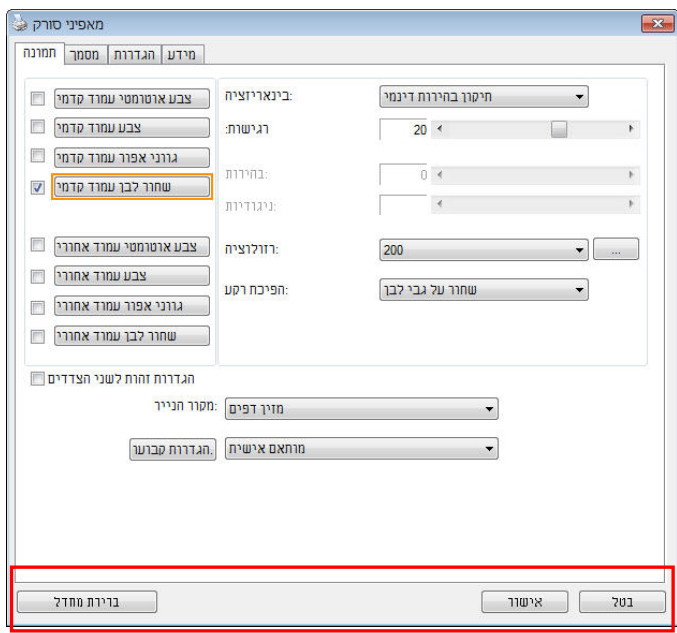 מאפיני סורק
תמונה
מסמך
הגדרות
מידע
צבע אוטומטי עמוד קדמי
צבע עמוד קדמי
גווני אפור עמוד קדמי
שחור לבן עמוד קדמי
צבע אוטומטי עמוד אחורי
צבע עמוד אחורי
גווני אפור עמוד אחורי
שחור לבן עמוד אחורי
בינאריזציה:
תיקון בהירות דינמי
רגישות:
20
בהירות:
0
ניגודיות:
רזולוציה:
200
...
הפיכת רקע:
שחור על גבי לבן
הגדרות זהות לשני הצדדים
מקור הנייר:
מזין דפים
הגדרות קבועו.
מותאם אישית
ברירת מחדל
אישור
בטל